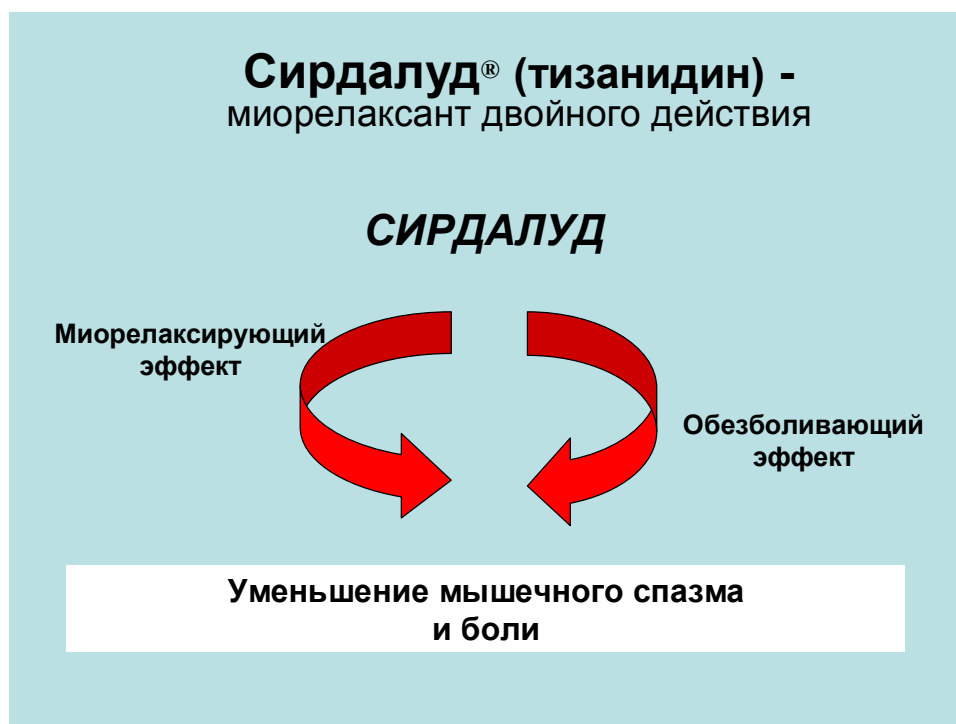 Сирдалуд® (тизанидин) -
миорелаксант двойного действия
СИРДАЛУД
Миорелаксирующий
эффект
Обезболивающий
эффект
Уменьшение мышечного спазма
и боли